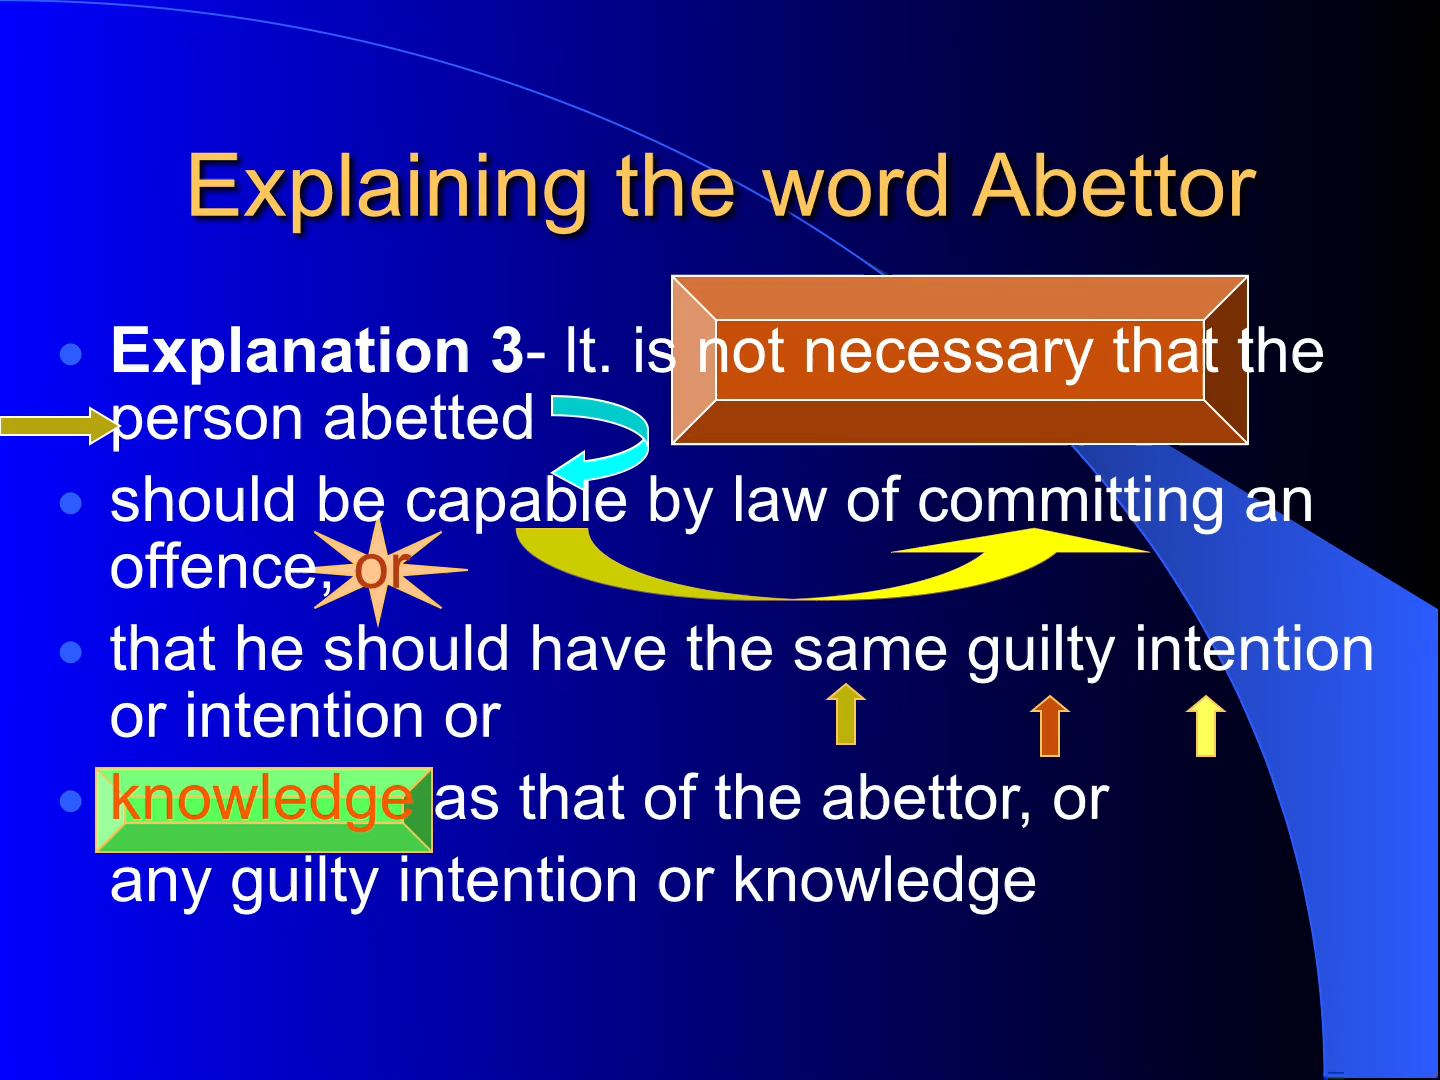 Explaining the word Abettor
Explanation 3- It. is not necessary that the
person abetted
should be capable by law of committing an
offence, or
that he should have the same guilty intention
or intention or
knowledge as that of the abettor, or
any guilty intention or knowledge